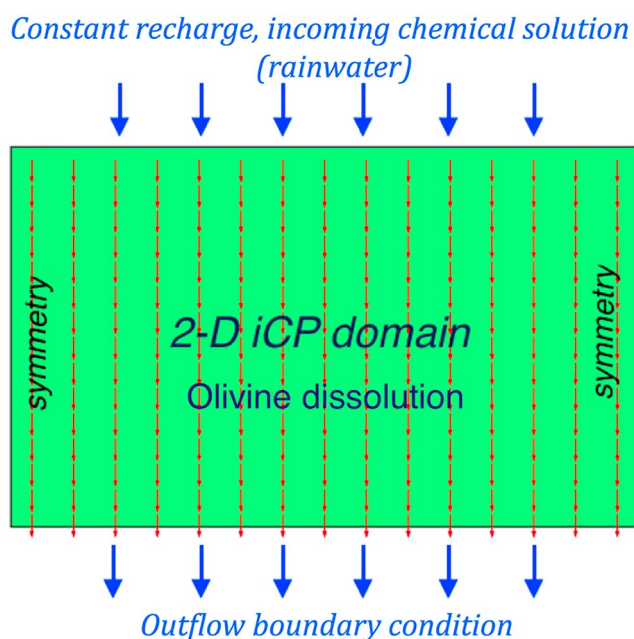 Constant recharge, incoming chemical solution
(rainwater)
symmetry
symmetry
2-D iCP domain
Olivine dissolution
Outflow boundary condition